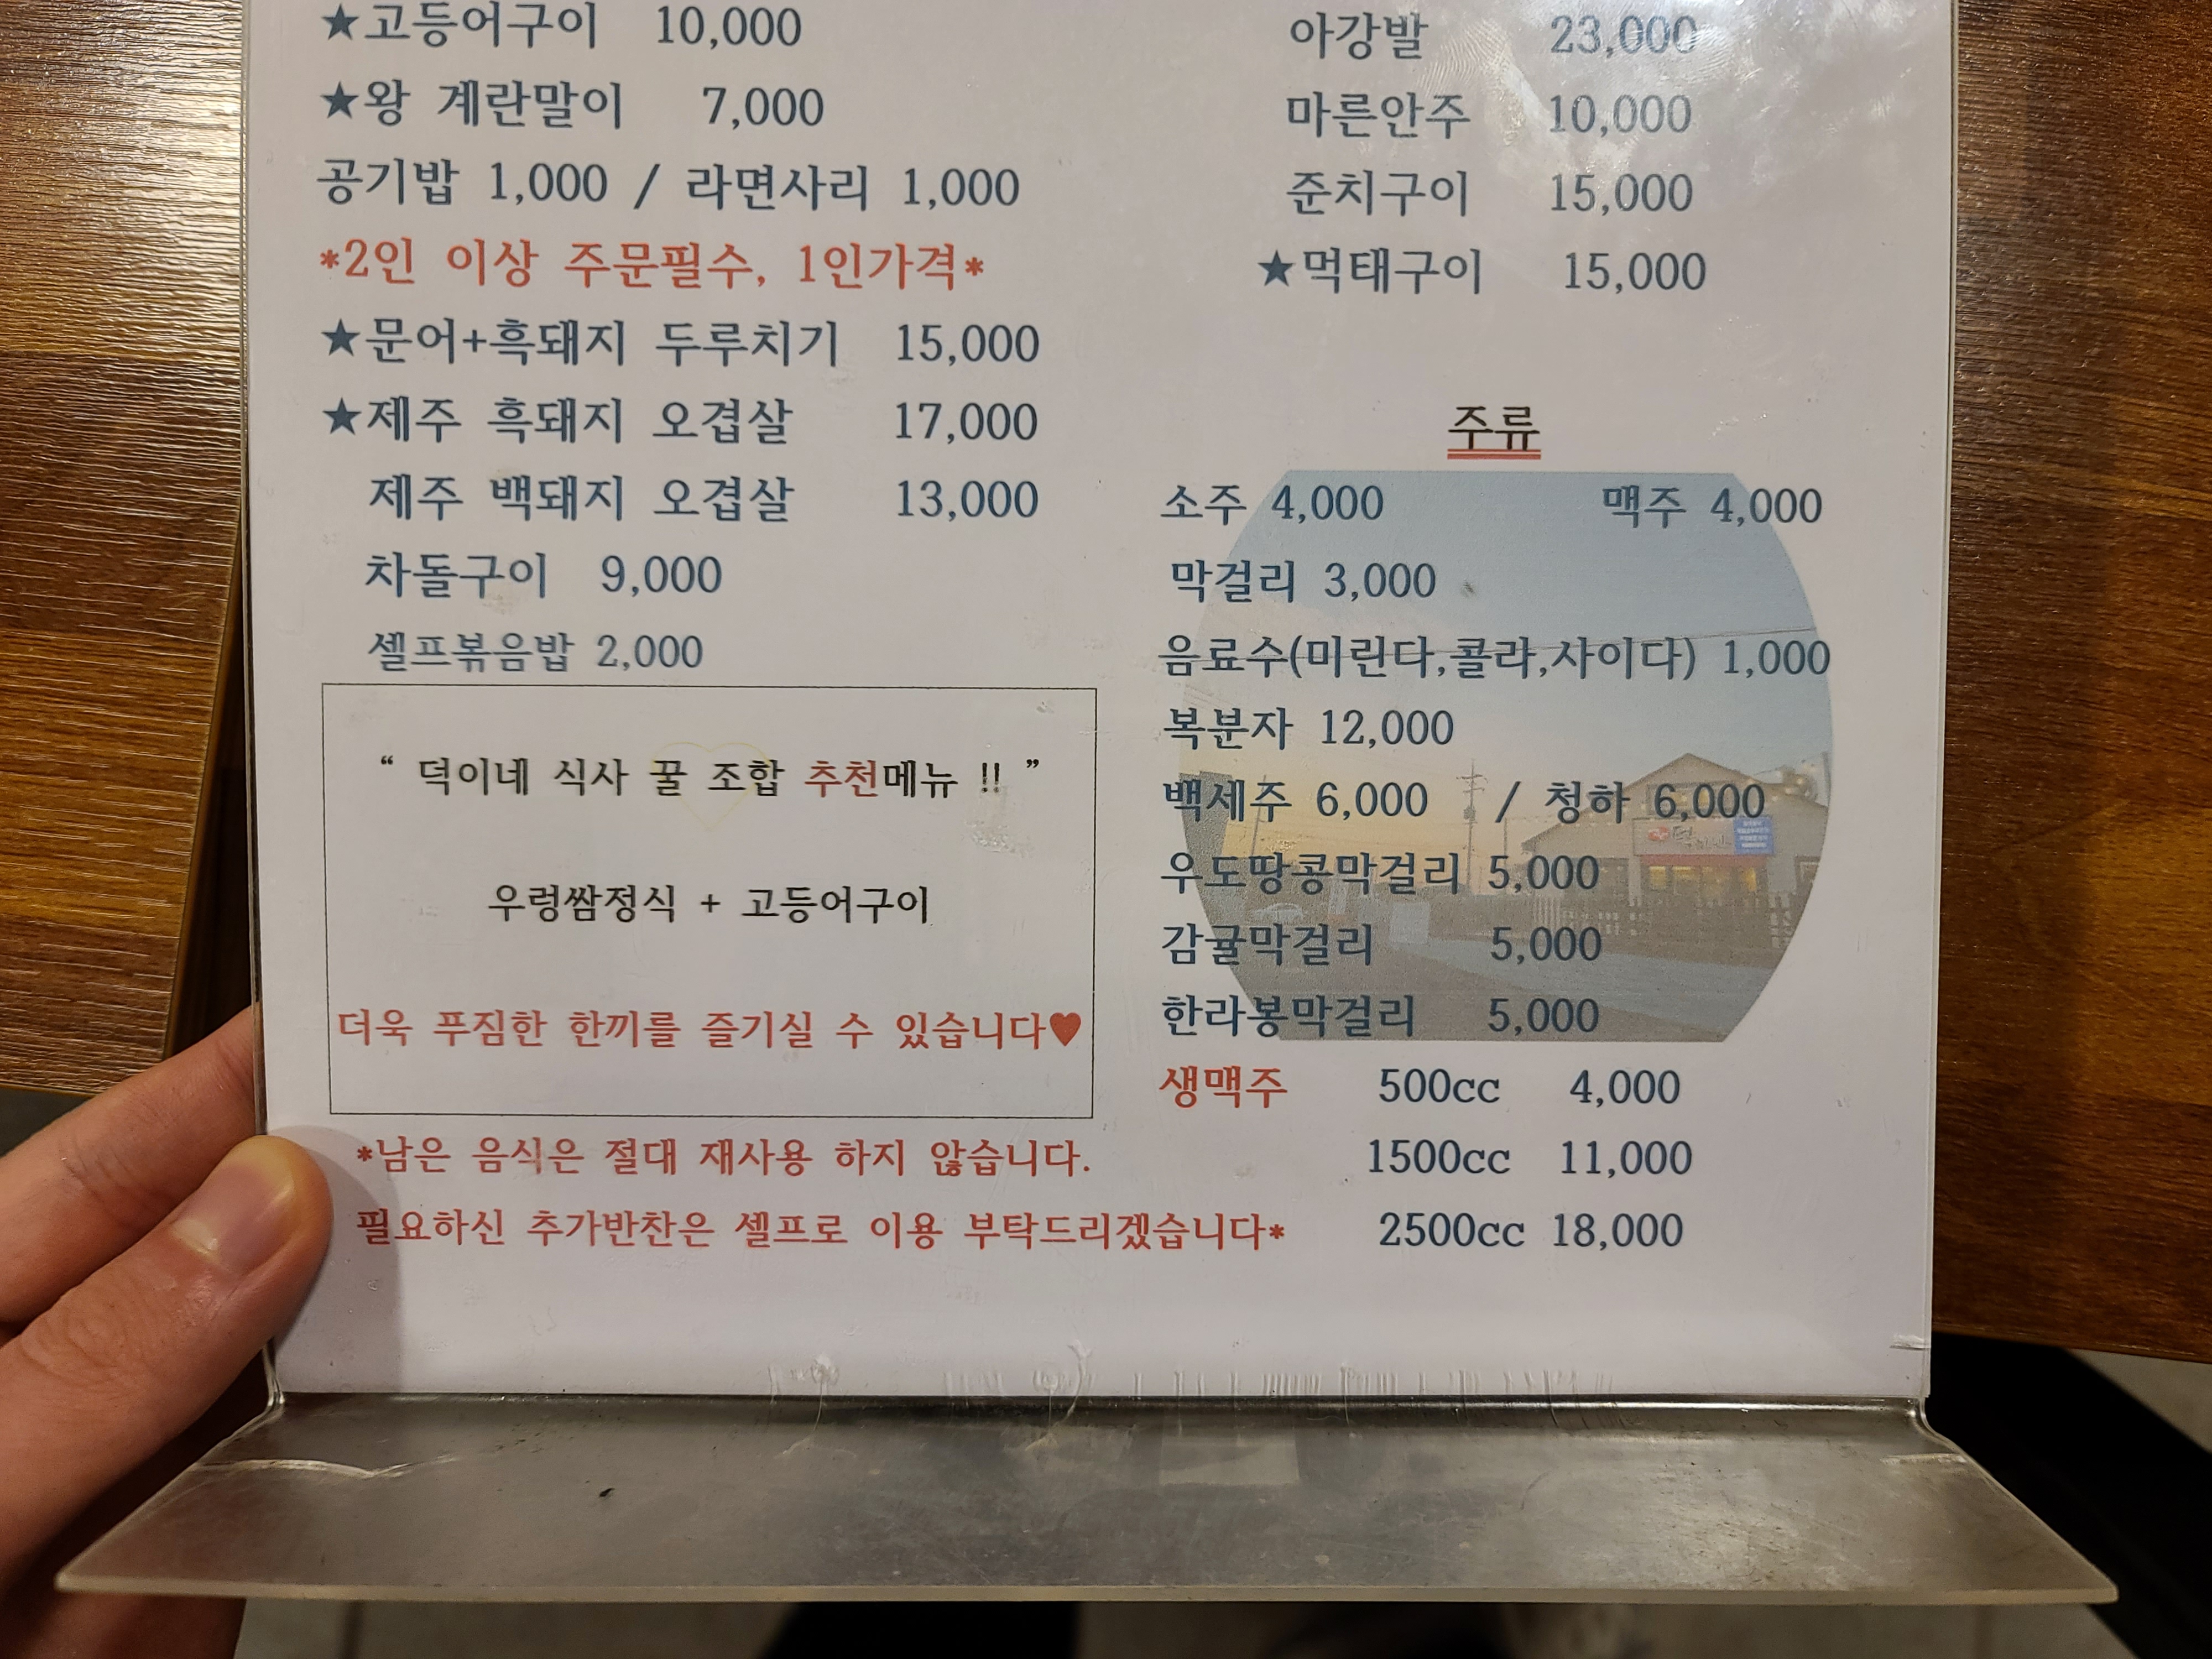 ★고등어구이 10,000
★왕 계란말이 7,000
공기밥 1,000 / 라면사리 1,000
*2인 이상 주문필수, 1인가격*
★문어+흑돼지 두루치기 15,000
★제주 흑돼지 오겹살 17,000
제주 백돼지 오겹살 13,000
차돌구이 9,000
셀프볶음밥 2,000
“ 덕이네 식사 꿀 조합 추천메뉴 !! ”
우렁쌈정식 + 고등어구이
더욱 푸짐한 한끼를 즐기실 수 있습니다♥
*남은 음식은 절대 재사용 하지 않습니다.
필요하신 추가반찬은 셀프로 이용 부탁드리겠습니다*
아강발 23,000
마른안주 10,000
준치구이 15,000
★먹태구이 15,000
주류
소주 4,000 맥주 4,000
막걸리 3,000
음료수(미린다,콜라,사이다) 1,000
복분자 12,000
백세주 6,000 / 청하 6,000
우도땅콩막걸리 5,000
감귤막걸리 5,000
한라봉막걸리 5,000
생맥주 500cc 4,000
1500cc 11,000
2500cc 18,000